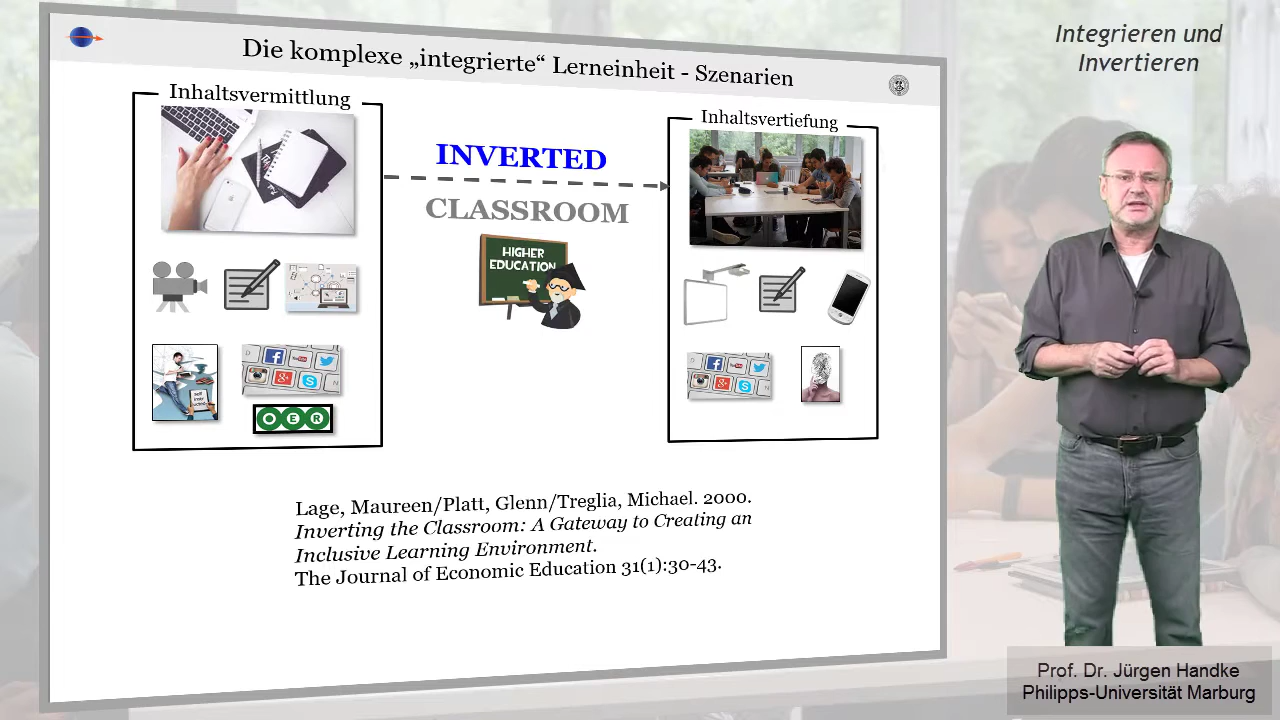 Die komplexe „integrierte“ Lerneinheit - Szenarien
Integrieren und
Invertieren
Inhaltsvermittlung
Inhaltsvertiefung
INVERTED
CLASSROOM
HIGHER
EDUCATION
OER
Lage, Maureen/Platt, Glenn/Treglia, Michael. 2000.
Inverting the Classroom: A Gateway to Creating an
Inclusive Learning Environment.
The Journal of Economic Education 31(1):30-43.
Prof. Dr. Jürgen Handke
Philipps-Universität Marburg